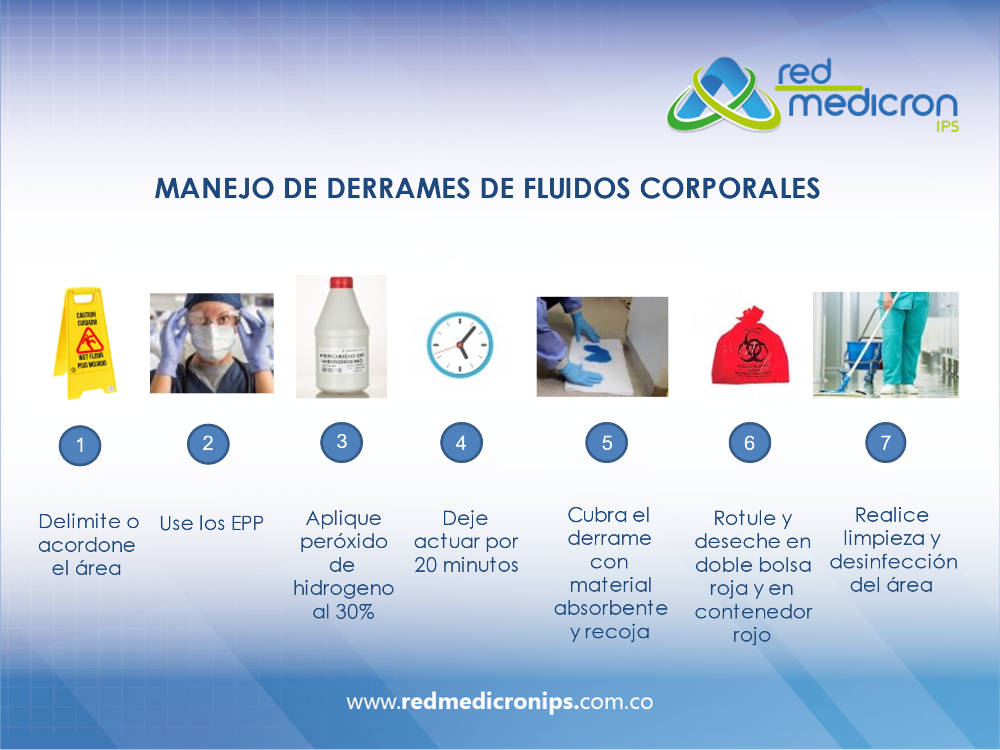 red
medicron
IPS
MANEJO DE DERRAMES DE FLUIDOS CORPORALES
CAUTION
CUIDADO
WET FLOOR
PISO MOJADO
PEROXIDO DE
HIDROGENO
1
2
3
4
5
6
7
Delimite o
acordone
el área
Use los EPP
Aplique
peróxido
de
hidrogeno
al 30%
Deje
actuar por
20 minutos
Cubra el
derrame
con
material
absorbente
y recoja
Rotule y
deseche en
doble bolsa
roja y en
contenedor
rojo
Realice
limpieza y
desinfección
del área
www.redmedicronips.com.co